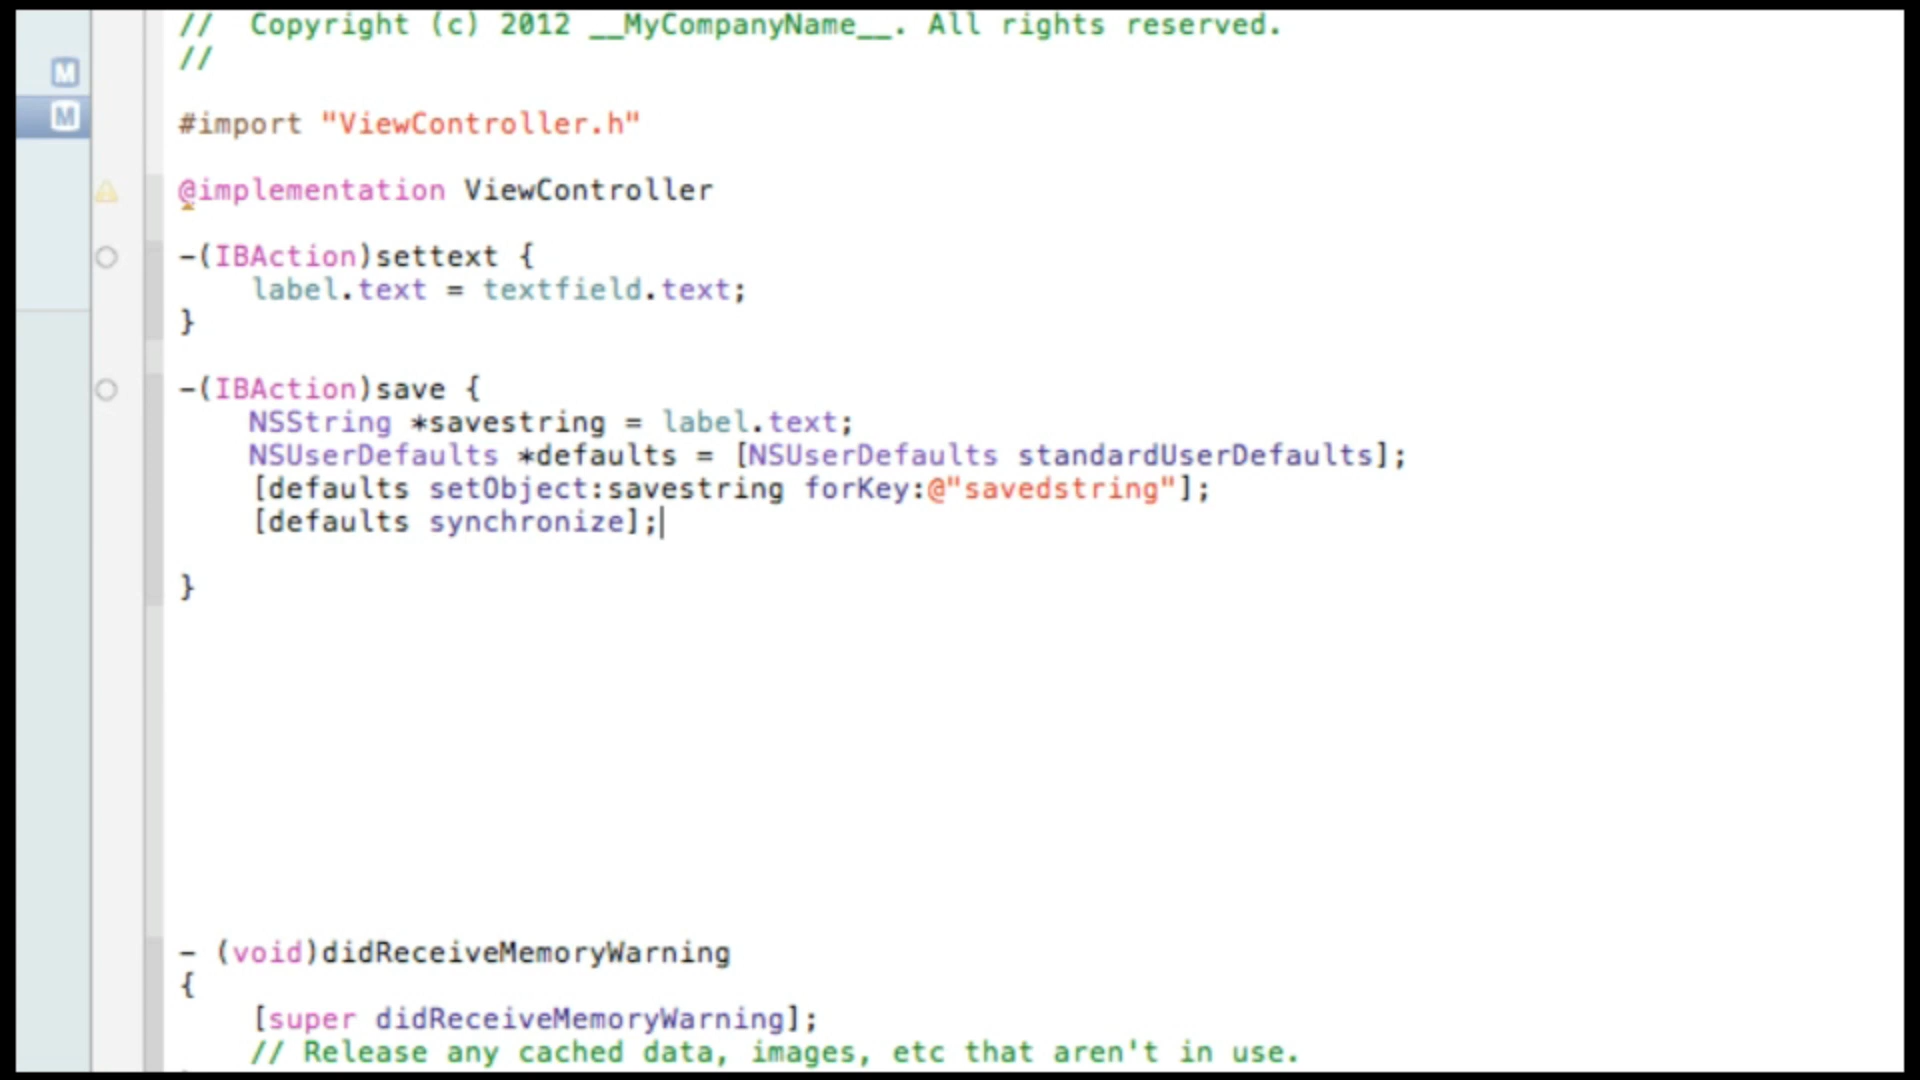 //  Copyright (c) 2012 __MyCompanyName__. All rights reserved.
//
M
M
#import "ViewController.h"
@implementation ViewController
-(IBAction)settext {
    label.text = textfield.text;
}
-(IBAction)save {
    NSString *savestring = label.text;
    NSUserDefaults *defaults = [NSUserDefaults standardUserDefaults];
    [defaults setObject:savestring forKey:@"savedstring"];
    [defaults synchronize];
}
- (void)didReceiveMemoryWarning
{
    [super didReceiveMemoryWarning];
    // Release any cached data, images, etc that aren't in use.